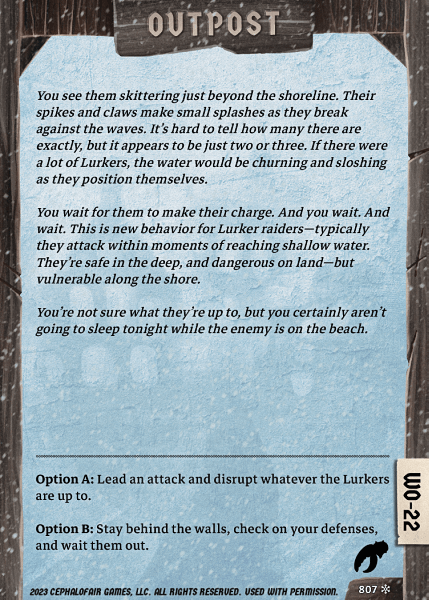 OUTPOST
You see them skittering just beyond the shoreline. Their
spikes and claws make small splashes as they break
against the waves. It's hard to tell how many there are
exactly, but it appears to be just two or three. If there were
a lot of Lurkers, the water would be churning and sloshing
as they position themselves.
You wait for them to make their charge. And you wait. And
wait. This is new behavior for Lurker raiders—typically
they attack within moments of reaching shallow water.
They're safe in the deep, and dangerous on land—but
vulnerable along the shore.
You're not sure what they're up to, but you certainly aren't
going to sleep tonight while the enemy is on the beach.
Option A: Lead an attack and disrupt whatever the Lurkers
are up to.
Option B: Stay behind the walls, check on your defenses,
and wait them out.
WO-22
2023 CEPHALOFAIR GAMES, LLC. ALL RIGHTS RESERVED. USED WITH PERMISSION.
807